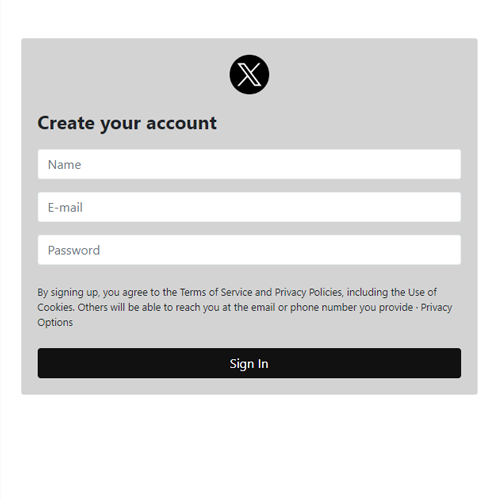 Create your account
Name
E-mail
Password
By signing up, you agree to the Terms of Service and Privacy Policies, including the Use of
Cookies. Others will be able to reach you at the email or phone number you provide · Privacy
Options
Sign In